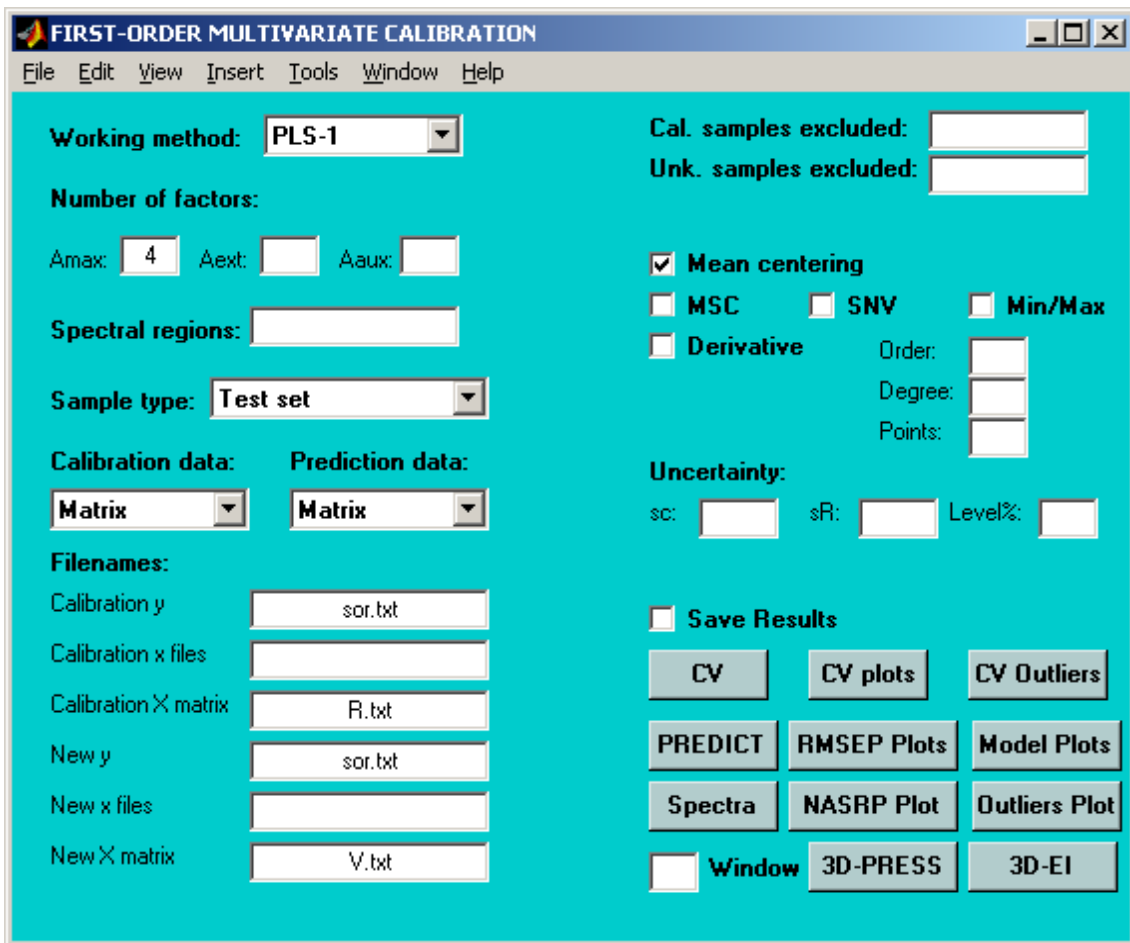 FIRST-ORDER MULTIVARIATE CALIBRATION
File Edit View Insert Tools Window Help
Working method: PLS-1
Number of factors:
Amax: 4 Aext: Aaux:
Spectral regions:
Sample type: Test set
Calibration data: Prediction data:
Matrix Matrix
Filenames:
Calibration y sor.txt
Calibration x files
Calibration X matrix R.txt
New y sor.txt
New x files
New X matrix V.txt
Cal. samples excluded:
Unk. samples excluded:
Mean centering
MSC SNV Min/Max
Derivative Order:
Degree:
Points:
Uncertainty:
sc: sR: Level%:
Save Results
CV CV plots CV Outliers
PREDICT RMSEP Plots Model Plots
Spectra NASRP Plot Outliers Plot
Window 3D-PRESS 3D-EI